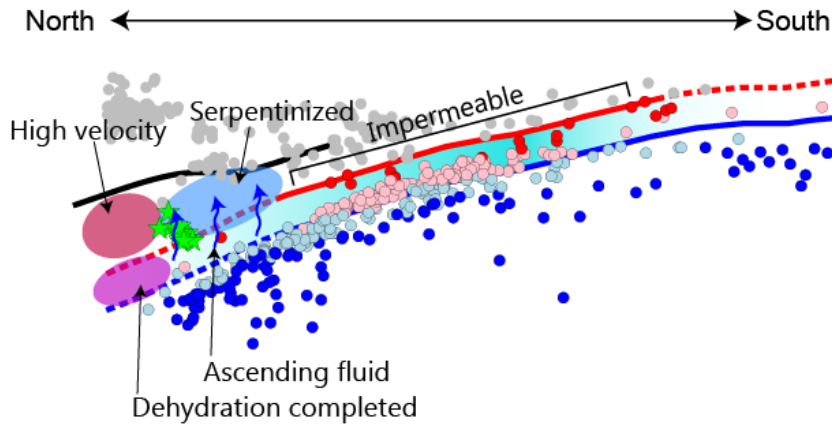 North
South
Serpentinized
High velocity
Impermeable
Ascending fluid
Dehydration completed